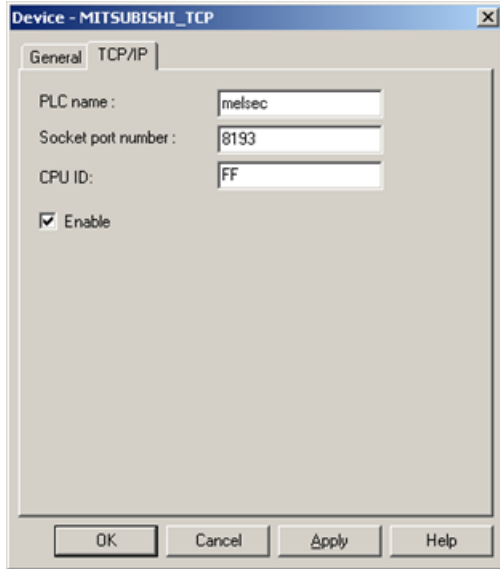 Device - MITSUBISHI_TCP
General TCP/IP
PLC name : melsec
Socket port number : 8193
CPU ID: FF
Enable
OK Cancel Apply Help